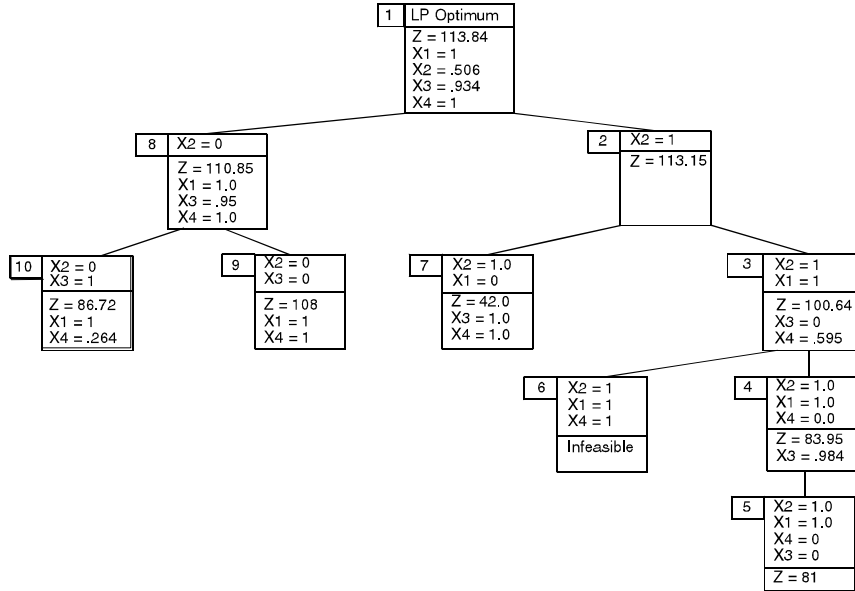 1 LP Optimum
Z = 113.84
X1 = 1
X2 = .506
X3 = .934
X4 = 1
8 X2 = 0
Z = 110.85
X1 = 1.0
X3 = .95
X4 = 1.0
2 X2 = 1
Z = 113.15
10 X2 = 0
X3 = 1
Z = 86.72
X1 = 1
X4 = .264
9 X2 = 0
X3 = 0
Z = 108
X1 = 1
X4 = 1
7 X2 = 1.0
X1 = 0
Z = 42.0
X3 = 1.0
X4 = 1.0
3 X2 = 1
X1 = 1
Z = 100.64
X3 = 0
X4 = .595
6 X2 = 1
X1 = 1
X4 = 1
Infeasible
4 X2 = 1.0
X1 = 1.0
X4 = 0.0
Z = 83.95
X3 = .984
5 X2 = 1.0
X1 = 1.0
X4 = 0
X3 = 0
Z = 81